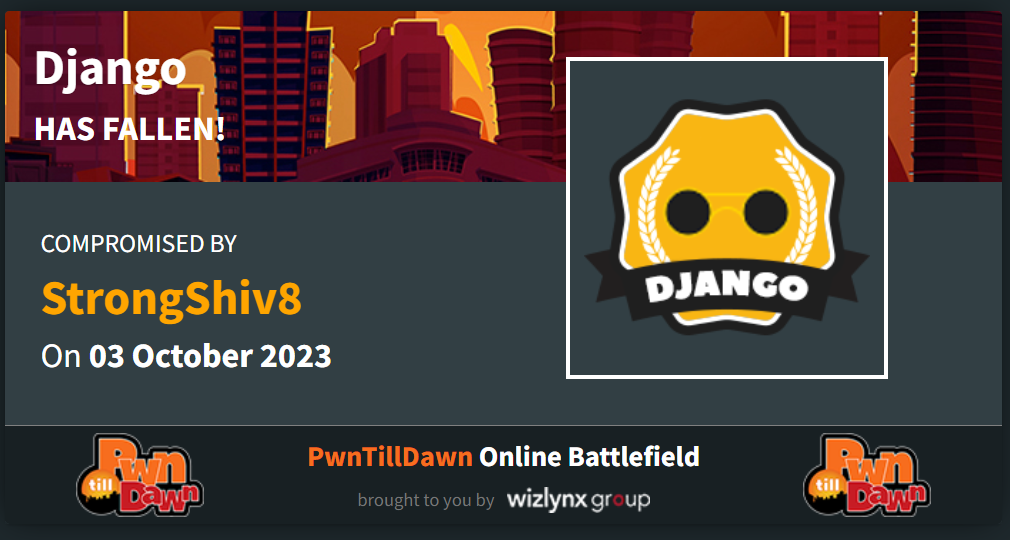 Django
HAS FALLEN!
DJANGO
COMPROMISED BY
StrongShiv8
On 03 October 2023
PwnTillDawn Online Battlefield
brought to you by wizlynx group
Pwn
till
Dawn
Pwn
till
Dawn